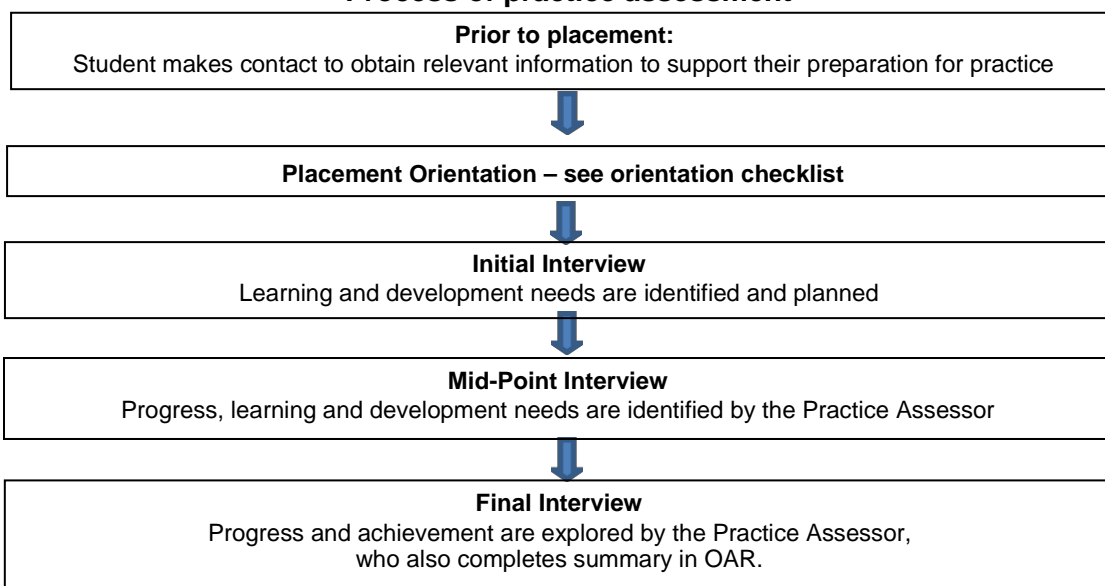 Process of practice assessment
Prior to placement:
Student makes contact to obtain relevant information to support their preparation for practice
Placement Orientation – see orientation checklist
Initial Interview
Learning and development needs are identified and planned
Mid-Point Interview
Progress, learning and development needs are identified by the Practice Assessor
Final Interview
Progress and achievement are explored by the Practice Assessor,
who also completes summary in OAR.